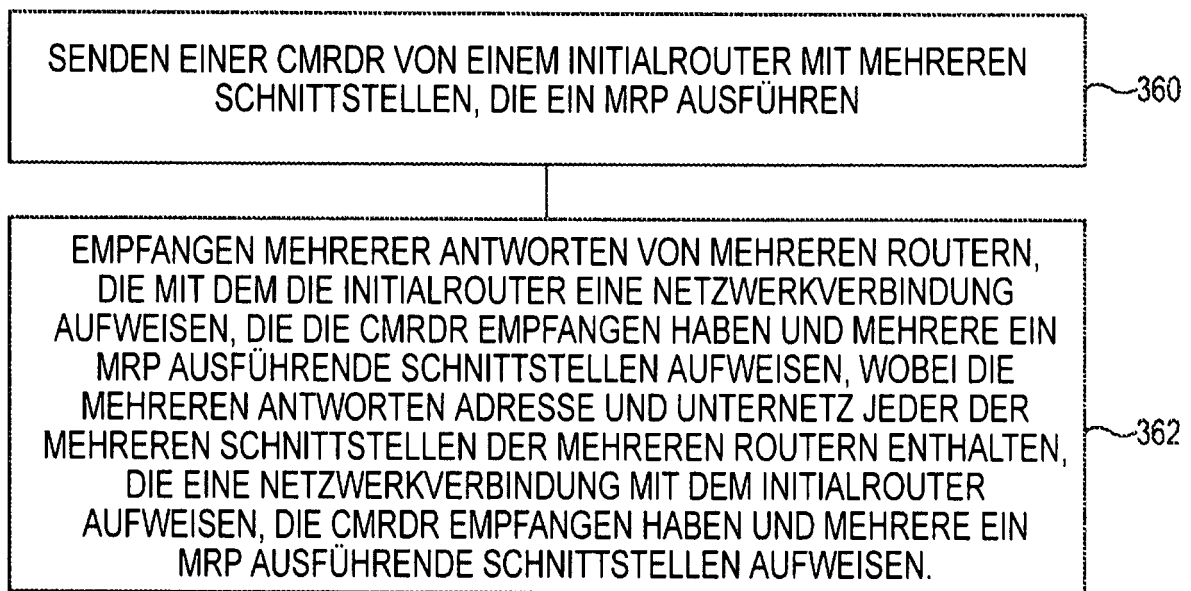 SENDEN EINER CMRDR VON EINEM INITIALROUTER MIT MEHREREN
SCHNITTSTELLEN, DIE EIN MRP AUSFÜHREN
360
EMPFANGEN MEHRERER ANTWORTEN VON MEHREREN ROUTERN,
DIE MIT DEM DIE INITIALROUTER EINE NETZWERKVERBINDUNG
AUFWEISEN, DIE DIE CMRDR EMPFANGEN HABEN UND MEHRERE EIN
MRP AUSFÜHRENDE SCHNITTSTELLEN AUFWEISEN, WOBEI DIE
MEHREREN ANTWORTEN ADRESSE UND UNTERNETZ JEDER DER
MEHREREN SCHNITTSTELLEN DER MEHREREN ROUTERN ENTHALTEN,
DIE EINE NETZWERKVERBINDUNG MIT DEM INITIALROUTER
AUFWEISEN, DIE CMRDR EMPFANGEN HABEN UND MEHRERE EIN
MRP AUSFÜHRENDE SCHNITTSTELLEN AUFWEISEN.
362